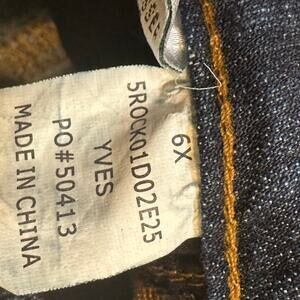 6X
5ROCK01D02E25
YVES
PO#50413
MADE IN CHINA